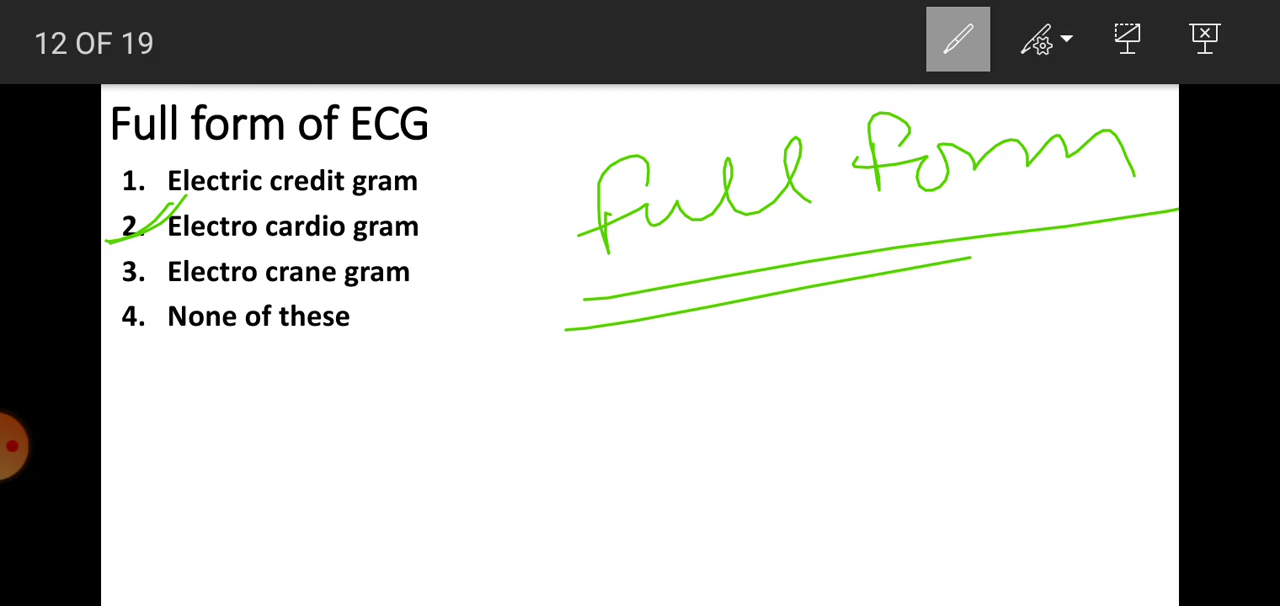 12 OF 19
Full form of ECG
full form
1. Electric credit gram
2. Electro cardio gram
3. Electro crane gram
4. None of these